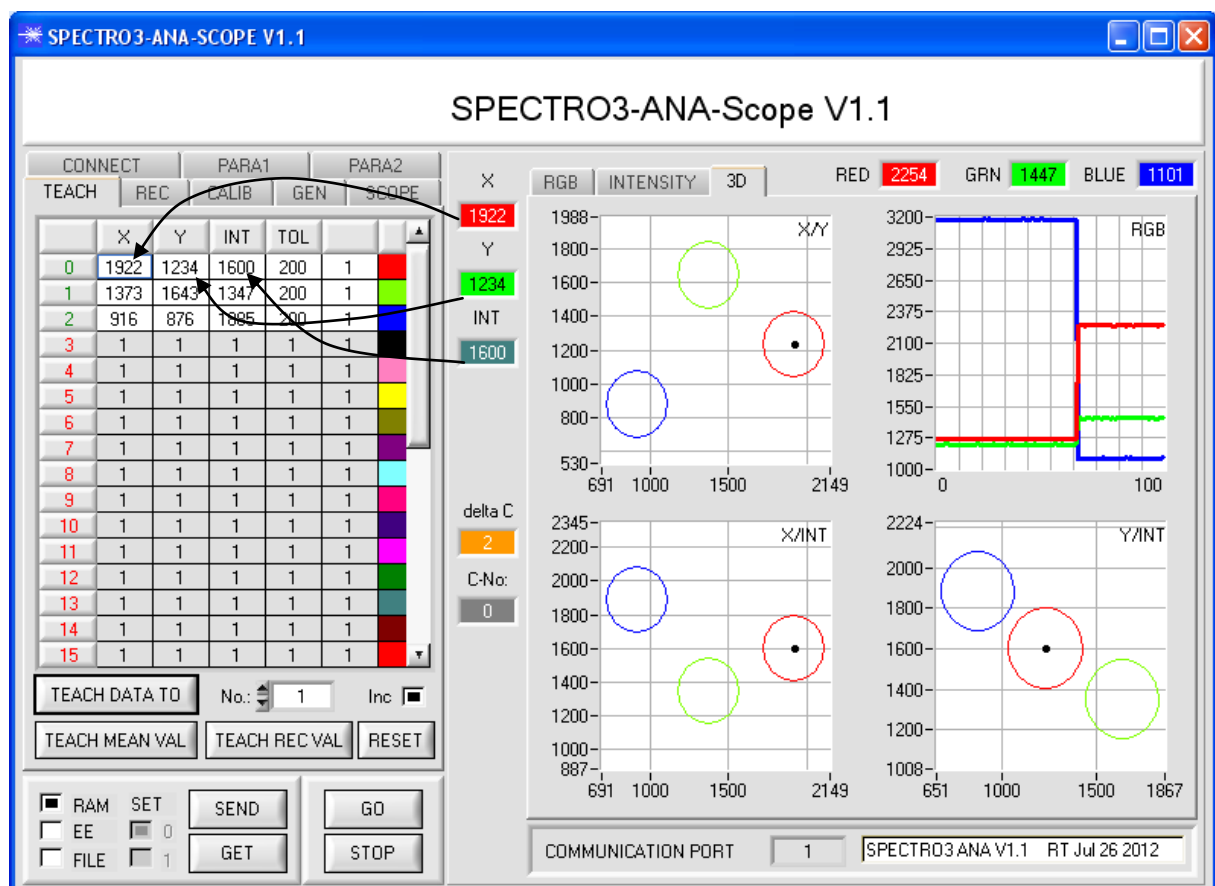 SPECTRO3-ANA-SCOPE V1.1
SPECTRO3-ANA-Scope V1.1
CONNECT PARA1 PARA2
TEACH REC CALIB GEN SCOPE
X Y INT TOL
0 1922 1234 1600 200 1
1 1373 1643 1347 200 1
2 916 876 1885 200 1
3 1 1 1 1 1
4 1 1 1 1 1
5 1 1 1 1 1
6 1 1 1 1 1
7 1 1 1 1 1
8 1 1 1 1 1
9 1 1 1 1 1
10 1 1 1 1 1
11 1 1 1 1 1
12 1 1 1 1 1
13 1 1 1 1 1
14 1 1 1 1 1
15 1 1 1 1 1
TEACH DATA TO No.: 1 Inc
TEACH MEAN VAL TEACH REC VAL RESET
RAM SET SEND GO
EE 0
FILE 1 GET STOP
X
1922
Y
1234
INT
1600
delta C
2
C-No:
0
RGB INTENSITY 3D RED 2254 GRN 1447 BLUE 1101
X/Y
1988
1800
1600
1400
1200
1000
800
530
691 1000 1500 2149
RGB
3200
2925
2650
2375
2100
1825
1550
1275
1000
0 100
X/INT
2345
2200
2000
1800
1600
1400
1200
1000
887
691 1000 1500 2149
Y/INT
2224
2000
1800
1600
1400
1200
1008
651 1000 1500 1867
COMMUNICATION PORT 1 SPECTRO3 ANA V1.1 RT Jul 26 2012